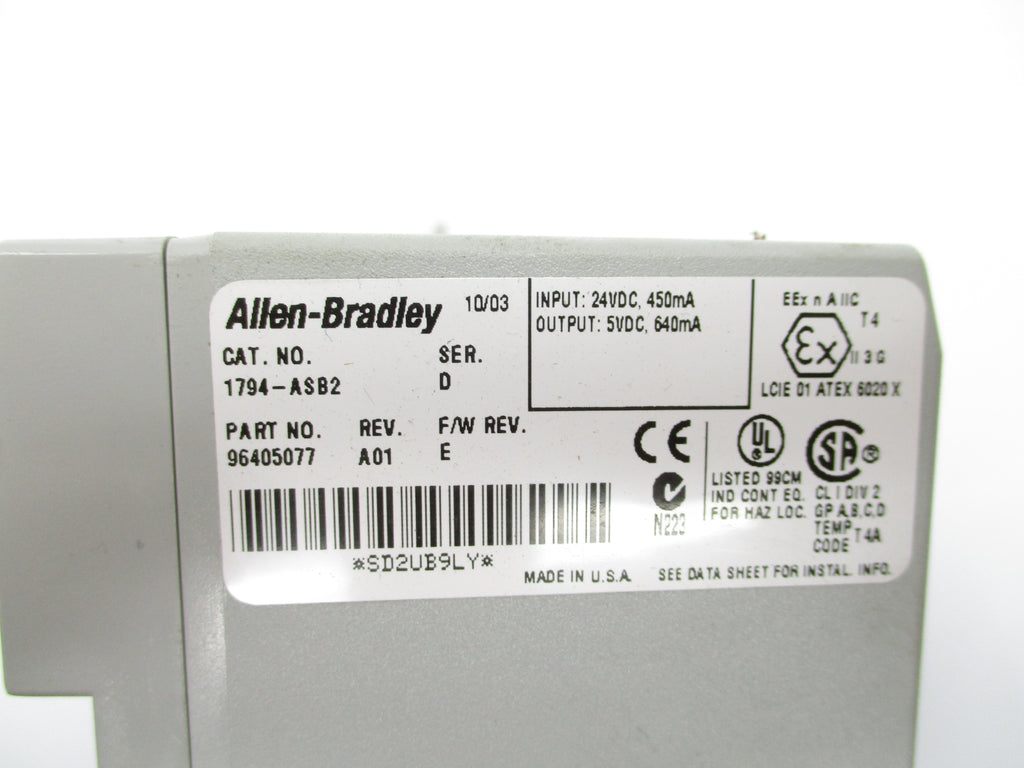 Allen-Bradley 10/03
CAT. NO. SER.
1794-ASB2 D
PART NO. REV. F/W REV.
96405077 A01 E
*SD2UB9LY*
INPUT: 24VDC, 450mA
OUTPUT: 5VDC, 640mA
EEx n A IIC
T4
Ex II 3 G
LCIE 01 ATEX 6020 X
CE
N223
UL
LISTED 99CM
IND CONT EQ.
FOR HAZ LOC.
SA
CL I DIV 2
GP A,B,C,D
TEMP
CODE T4A
MADE IN U.S.A. SEE DATA SHEET FOR INSTAL. INFO.